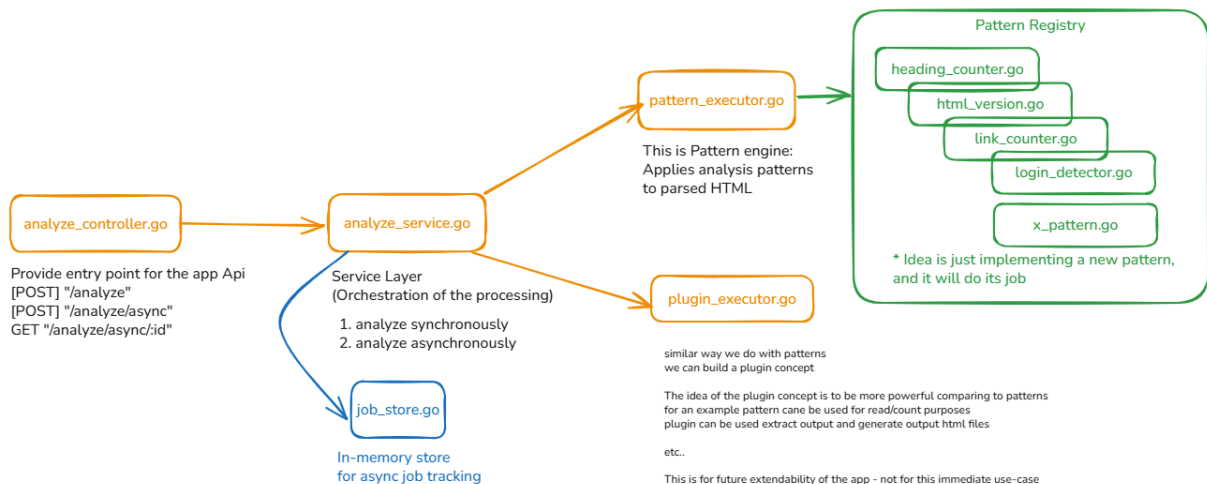 Pattern Registry
heading_counter.go
html_version.go
link_counter.go
login_detector.go
x_pattern.go
* Idea is just implementing a new pattern,
and it will do its job
pattern_executor.go
This is Pattern engine:
Applies analysis patterns
to parsed HTML
analyze_controller.go
Provide entry point for the app Api
[POST] "/analyze"
[POST] "/analyze/async"
GET "/analyze/async/:id"
analyze_service.go
Service Layer
(Orchestration of the processing)
1. analyze synchronously
2. analyze asynchronously
plugin_executor.go
similar way we do with patterns
we can build a plugin concept
The idea of the plugin concept is to be more powerful comparing to patterns
for an example pattern cane be used for read/count purposes
plugin can be used extract output and generate output html files
etc..
This is for future extendability of the app - not for this immediate use-case
job_store.go
In-memory store
for async job tracking